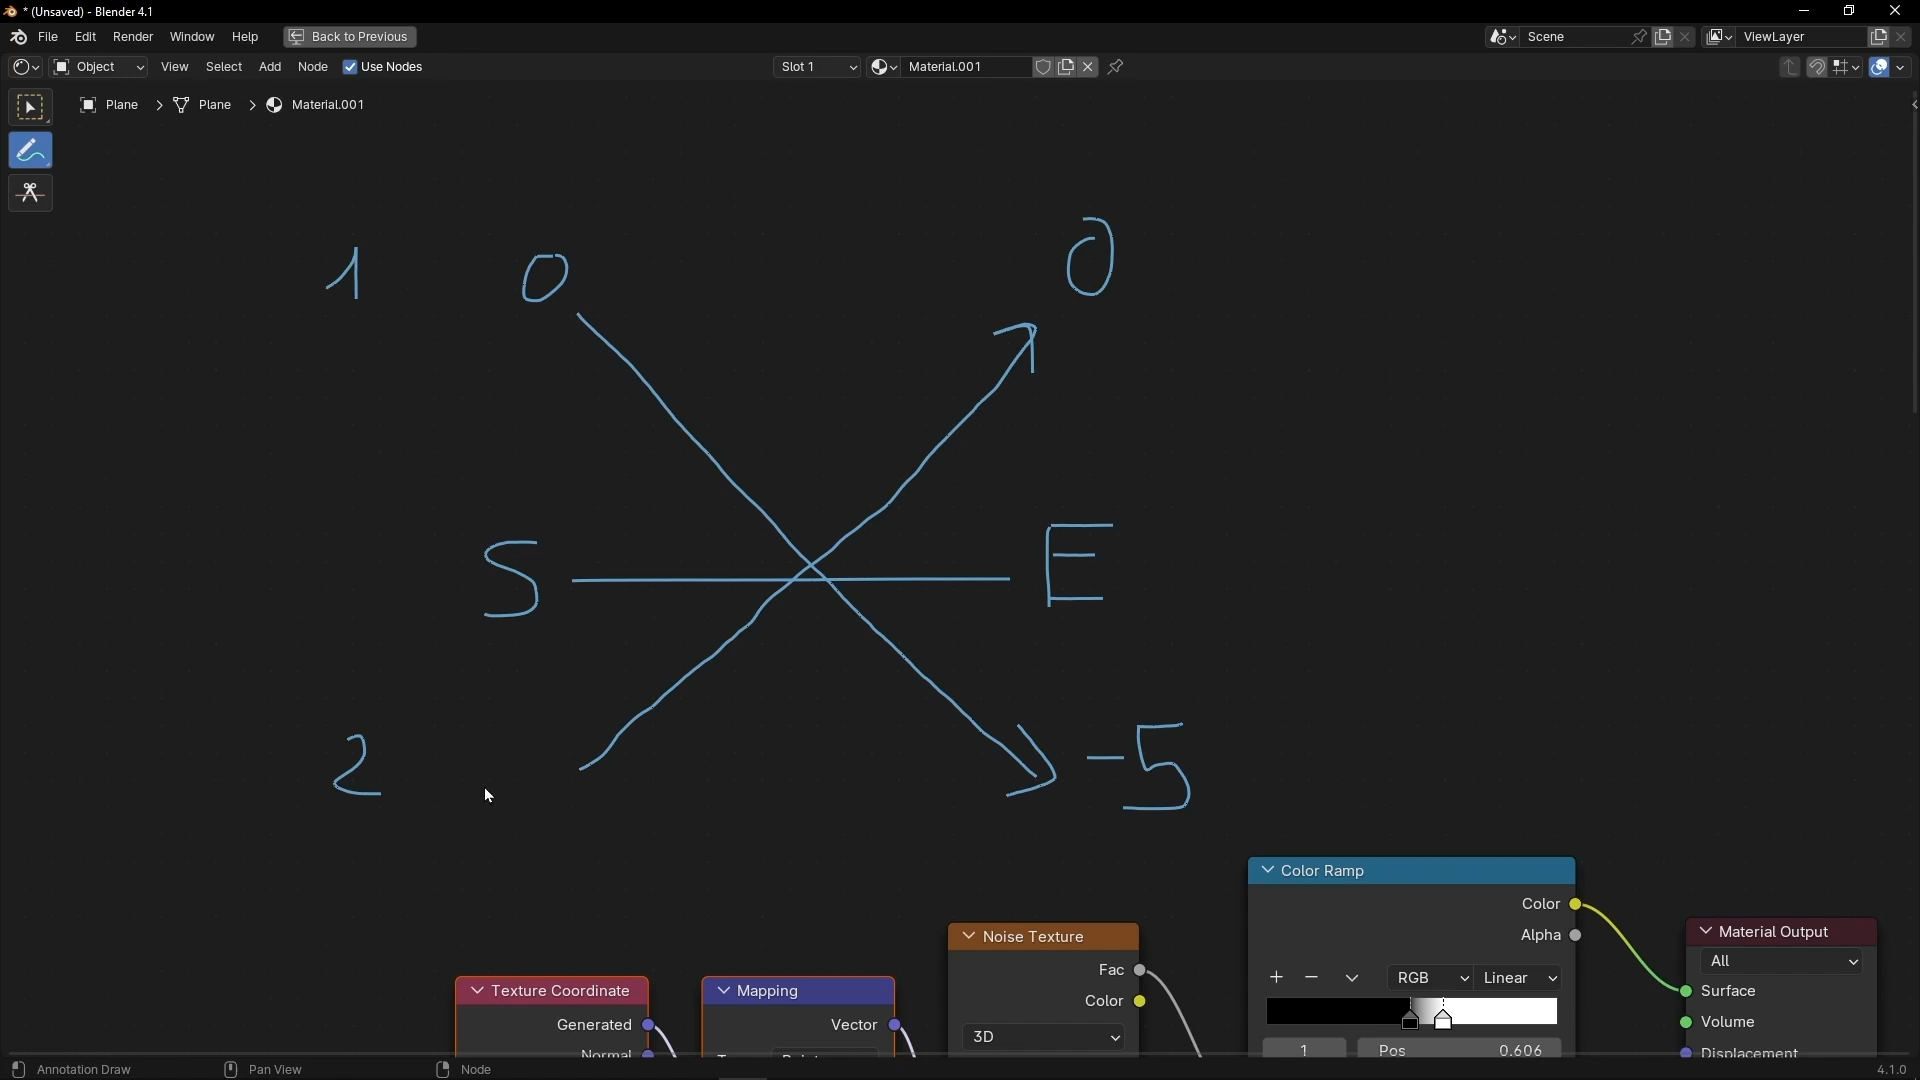 * (Unsaved) - Blender 4.1
File Edit Render Window Help Back to Previous Scene ViewLayer
Object View Select Add Node Use Nodes Slot 1 Material.001
Plane > Plane > Material.001
1 0 0
S E
2 -5
Color Ramp
Color
Alpha
RGB Linear
1 Pos 0.606
Noise Texture
Fac
Color
3D
Material Output
All
Surface
Volume
Displacement
Texture Coordinate
Generated
Normal
Mapping
Vector
Annotation Draw Pan View Node 4.1.0